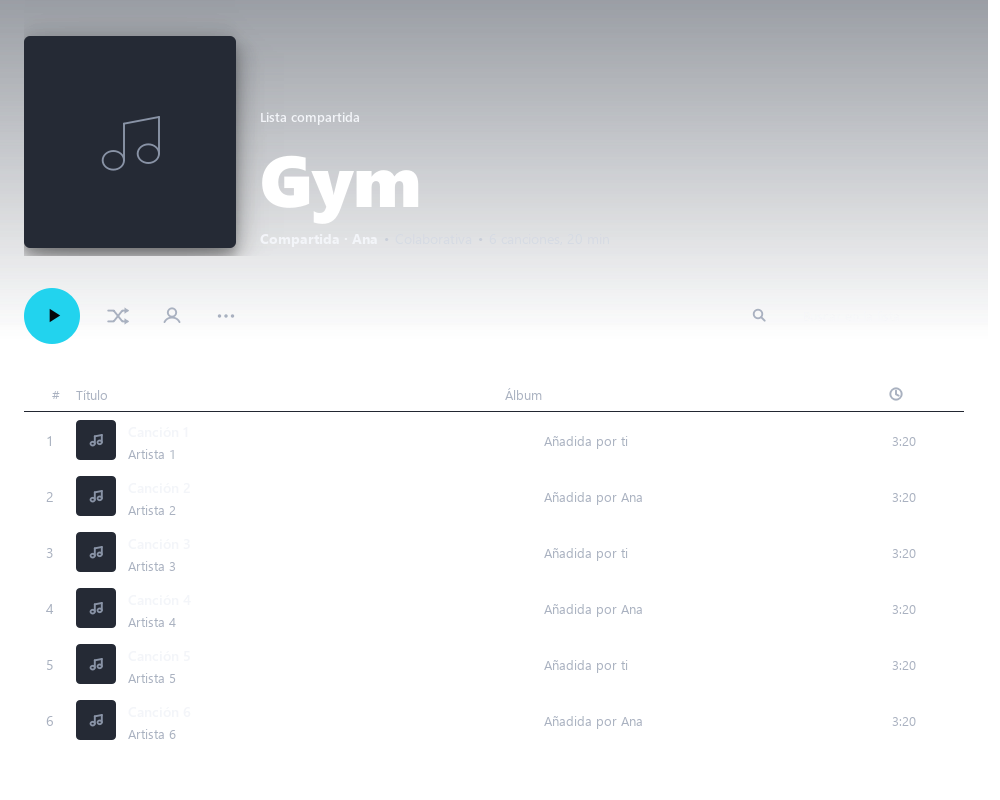 Lista compartida
Gym
Compartida · Ana • Colaborativa • 6 canciones, 20 min
# Título Álbum
1 Canción 1 Añadida por ti 3:20
Artista 1
2 Canción 2 Añadida por Ana 3:20
Artista 2
3 Canción 3 Añadida por ti 3:20
Artista 3
4 Canción 4 Añadida por Ana 3:20
Artista 4
5 Canción 5 Añadida por ti 3:20
Artista 5
6 Canción 6 Añadida por Ana 3:20
Artista 6